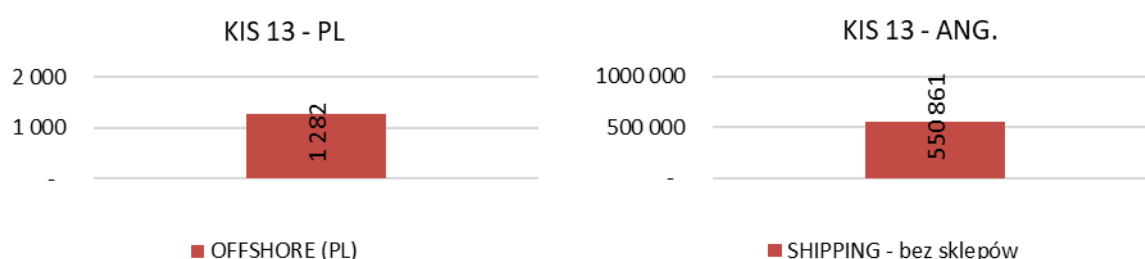 KIS 13 - PL
2 000
1 000
-
1 282
OFFSHORE (PL)
KIS 13 - ANG.
1000 000
500 000
-
550 861
SHIPPING - bez sklepów